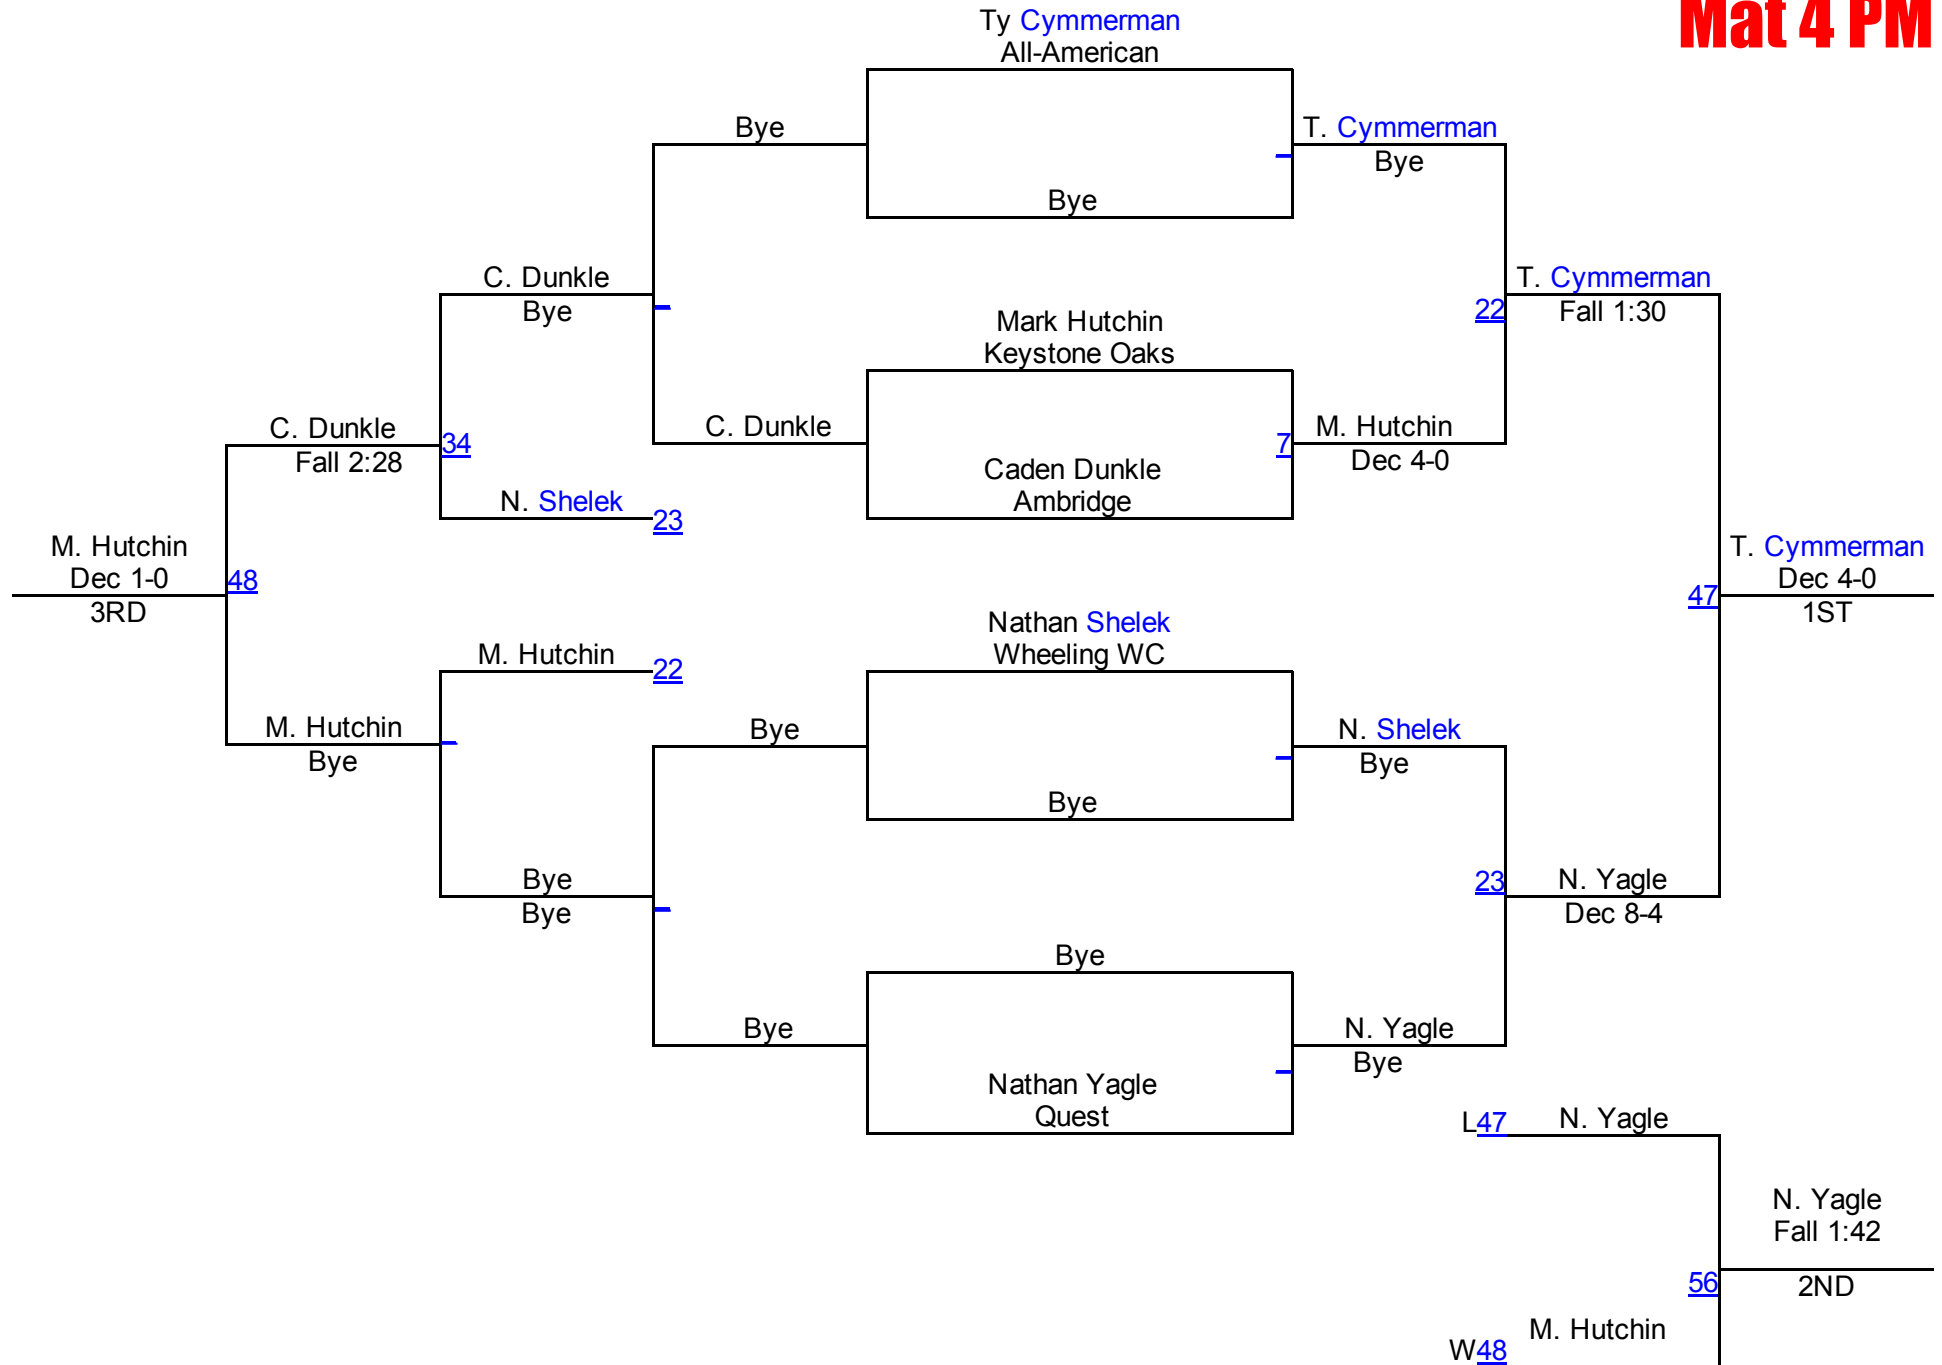 Mat 4 PM
Ty Cymmerman
All-American
Bye
T. Cymmerman
Bye
Bye
C. Dunkle
Bye
T. Cymmerman
22
Fall 1:30
Mark Hutchin
Keystone Oaks
C. Dunkle
Fall 2:28
34
C. Dunkle
7
M. Hutchin
Dec 4-0
Caden Dunkle
Ambridge
N. Shelek
23
M. Hutchin
Dec 1-0
48
3RD
T. Cymmerman
Dec 4-0
47
1ST
Nathan Shelek
Wheeling WC
M. Hutchin
22
M. Hutchin
Bye
Bye
N. Shelek
Bye
Bye
Bye
Bye
23
N. Yagle
Dec 8-4
Bye
Bye
N. Yagle
Bye
Nathan Yagle
Quest
L47
N. Yagle
N. Yagle
Fall 1:42
56
2ND
M. Hutchin
W48